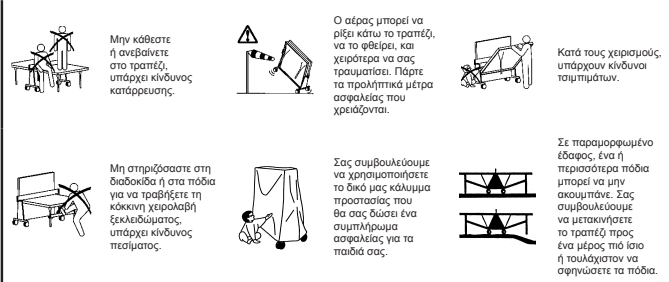 Μην κάθεστε
ή ανεβαίνετε
στο τραπέζι,
υπάρχει κίνδυνος
κατάρρευσης.
Ο αέρας μπορεί να
ρίξει κάτω το τραπέζι,
να το φθείρει, και
χειρότερα να σας
τραυματίσει. Πάρτε
τα προλήπτικά μέτρα
ασφαλείας που
χρειάζονται.
Κατά τους χειρισμούς,
υπάρχουν κίνδυνοι
τσιμπιμάτων.
Μη στηριζόσαστε στη
διαδοκίδα ή στα πόδια
για να τραβήξετε τη
κόκκινη χειρολαβή
ξεκλειδώματος,
υπάρχει κίνδυνος
πεσίματος.
Σας συμβουλεύουμε
να χρησιμοποιήσετε
το δικό μας κάλυμμα
προστασίας που
θα σας δώσει ένα
συμπλήρωμα
ασφαλείας για τα
παιδιά σας.
Σε παραμορφωμένο
έδαφος, ένα ή
περισσότερα πόδια
μπορεί να μην
ακουμπάνε. Σας
συμβουλεύουμε
να μετακινήσετε
το τραπέζι προς
ένα μέρος πιό ίσιο
ή τουλάχιστον να
σφηνώσετε τα πόδια.